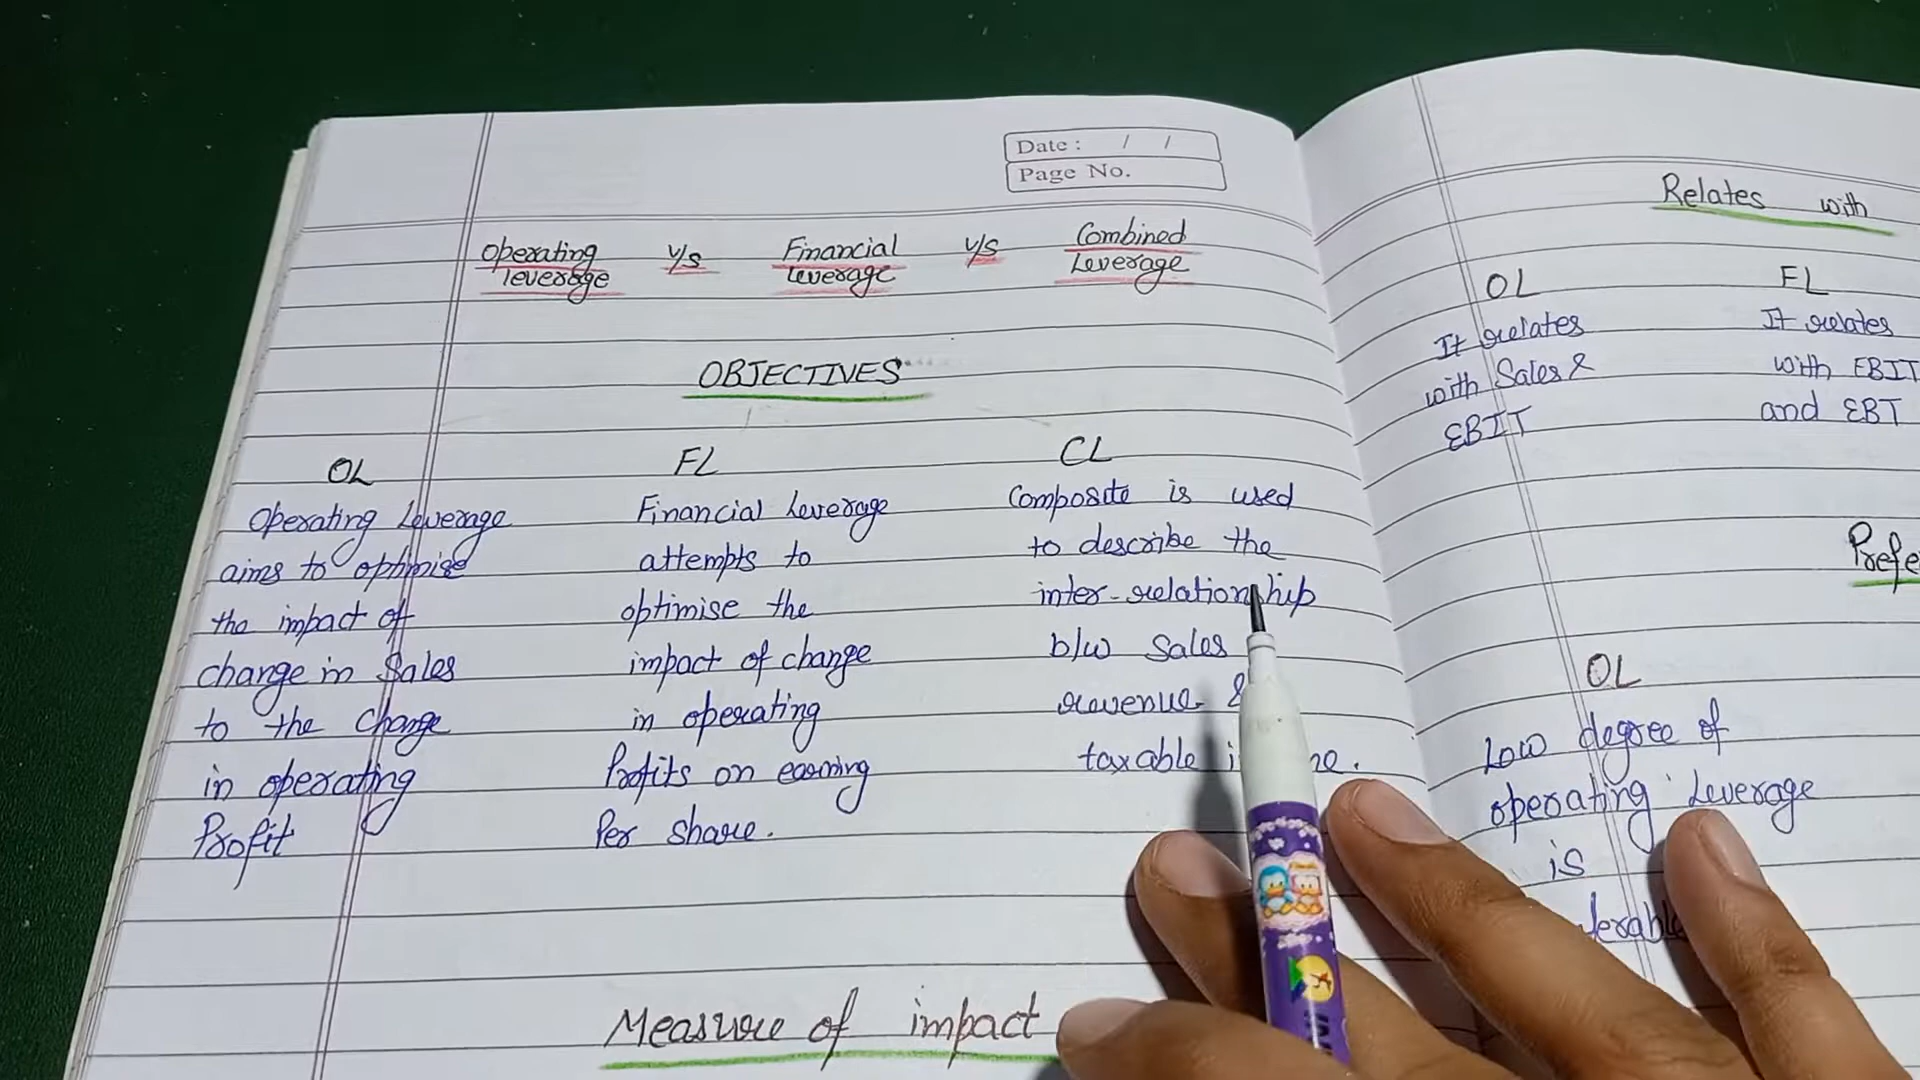 Date : / /
Page No.
Operating v/s Financial v/s Combined
leverage Leverage Leverage
OBJECTIVES
OL
Operating Leverage
aims to optimise
the impact of
change in Sales
to the Change
in operating
Profit
FL
Financial Leverage
attempts to
optimise the
impact of change
in operating
Profits on earning
Per share.
CL
Composite is used
to describe the
inter-relationship
b/w Sales
revenue &
taxable
Measure of impact
Relates with
OL
It relates
with Sales &
EBIT
FL
It relates
with EBIT
and EBT
OL
Low degree of
operating Leverage
is